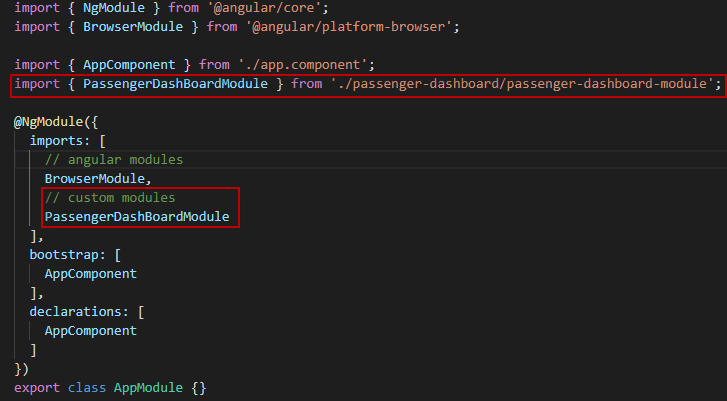 import { NgModule } from '@angular/core';
import { BrowserModule } from '@angular/platform-browser';
import { AppComponent } from './app.component';
import { PassengerDashBoardModule } from './passenger-dashboard/passenger-dashboard-module';
@NgModule({
imports: [
// angular modules
BrowserModule,
// custom modules
PassengerDashBoardModule
],
bootstrap: [
AppComponent
],
declarations: [
AppComponent
]
})
export class AppModule {}